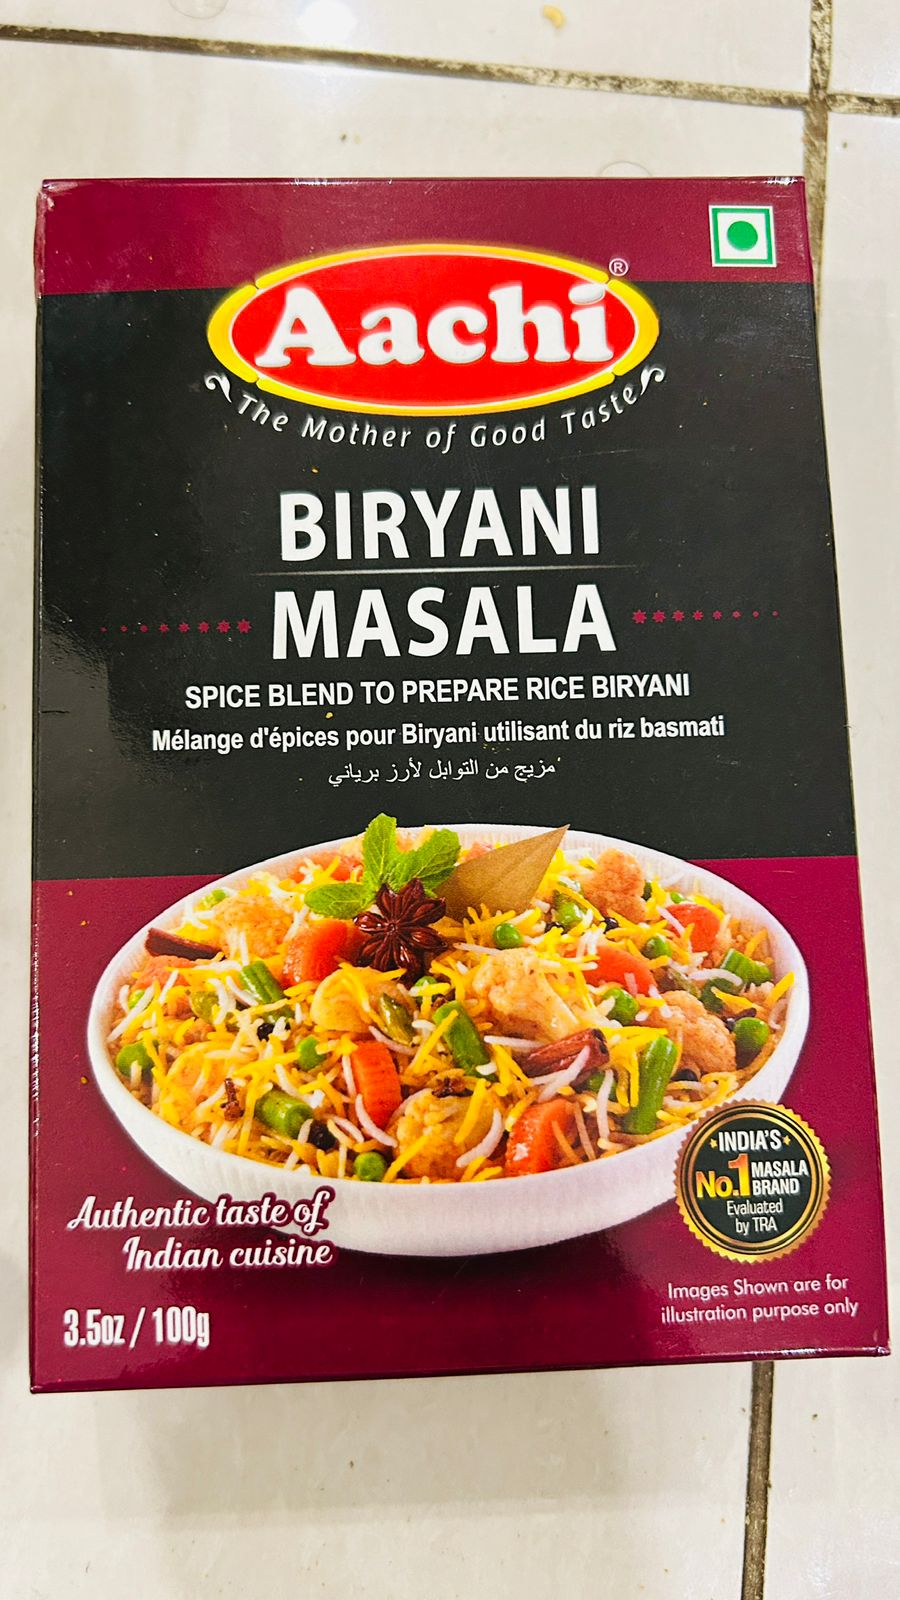 Aachi®
The Mother of Good Taste
BIRYANI
MASALA
SPICE BLEND TO PREPARE RICE BIRYANI
Mélange d'épices pour Biryani utilisant du riz basmati
مزيج من التوابل لأرز برياني
INDIA'S
No.1 MASALA BRAND
Evaluated
by TRA
Authentic taste of
Indian cuisine
Images Shown are for
illustration purpose only
3.5oz / 100g